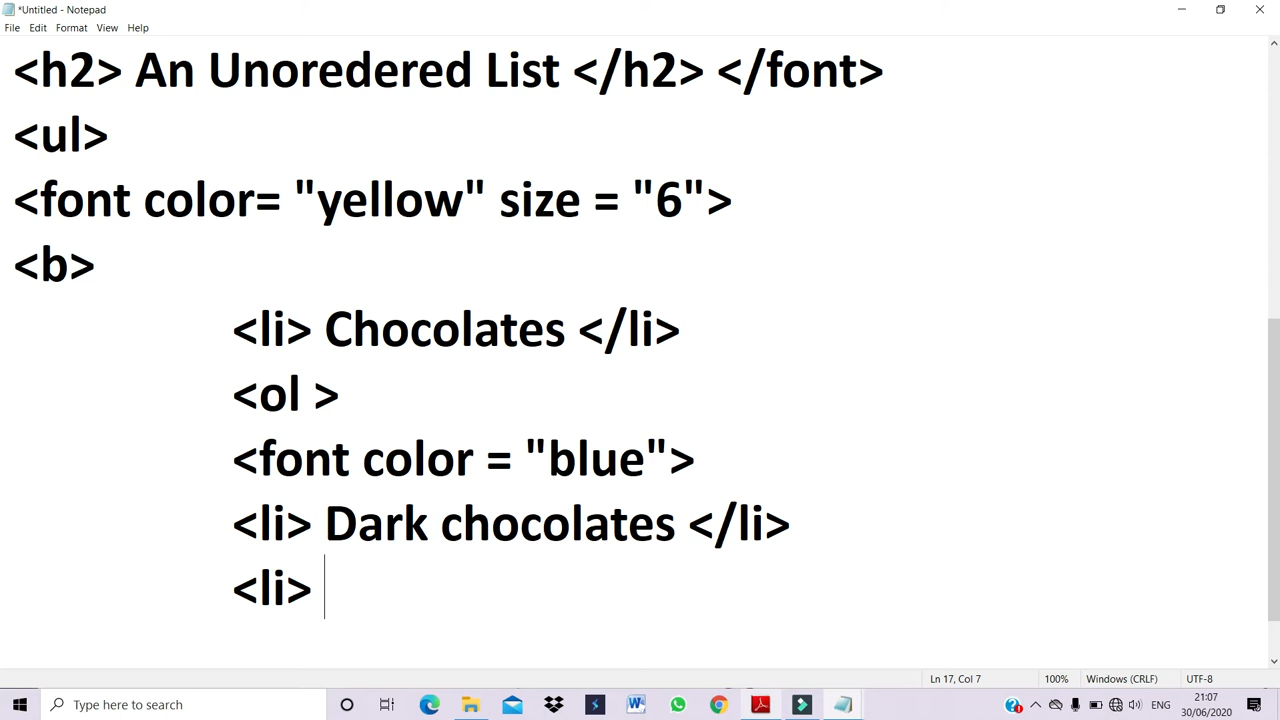 *Untitled - Notepad
File Edit Format View Help
<h2> An Unoredered List </h2> </font>
<ul>
<font color= "yellow" size = "6">
<b>
<li> Chocolates </li>
<ol >
<font color = "blue">
<li> Dark chocolates </li>
<li>
Ln 17, Col 7 100% Windows (CRLF) UTF-8
Type here to search ENG 01:07
30/06/2020